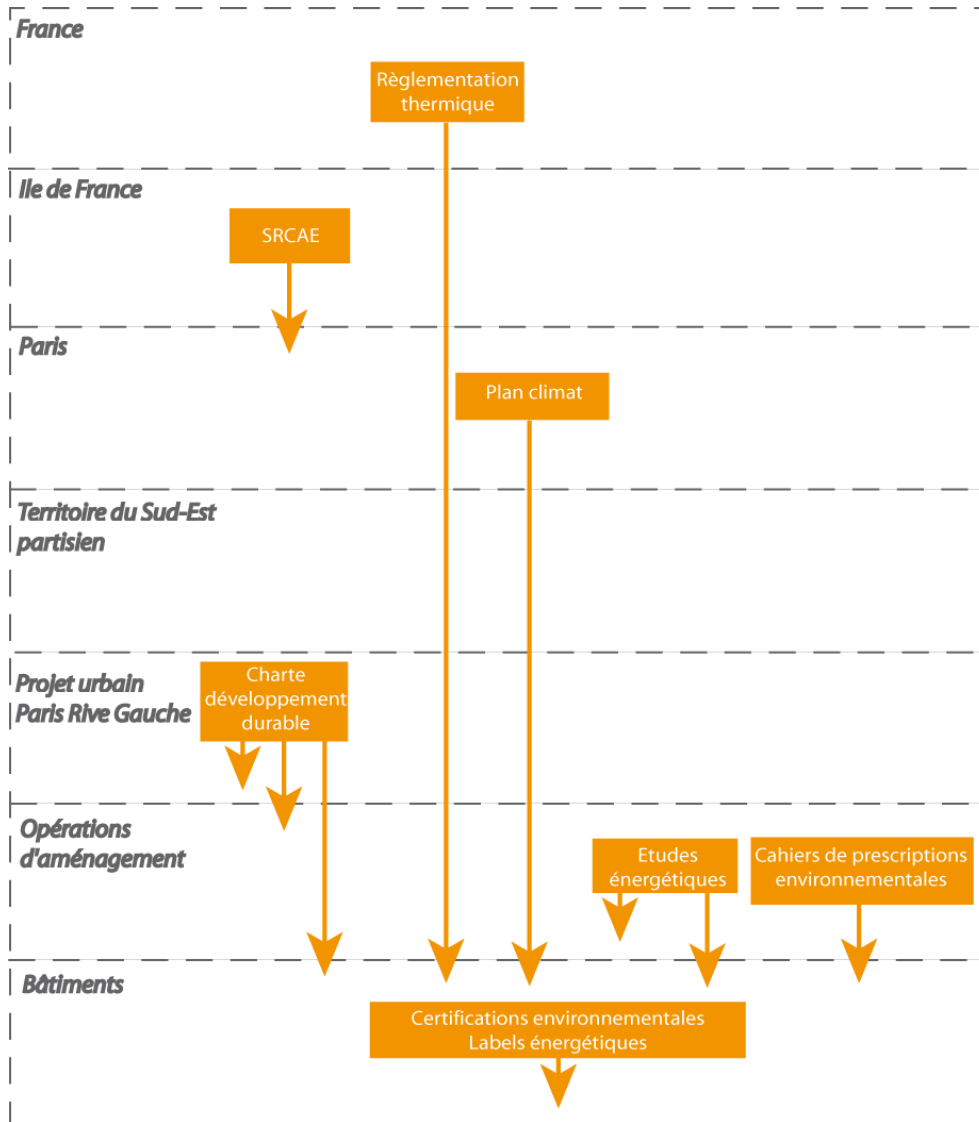 France
Règlementation
thermique
Ile de France
SRCAE
Paris
Plan climat
Territoire du Sud-Est
partisien
Projet urbain
Paris Rive Gauche
Charte
développement
durable
Opérations
d'aménagement
Etudes
énergétiques
Cahiers de prescriptions
environnementales
Bâtiments
Certifications environnementales
Labels énergétiques